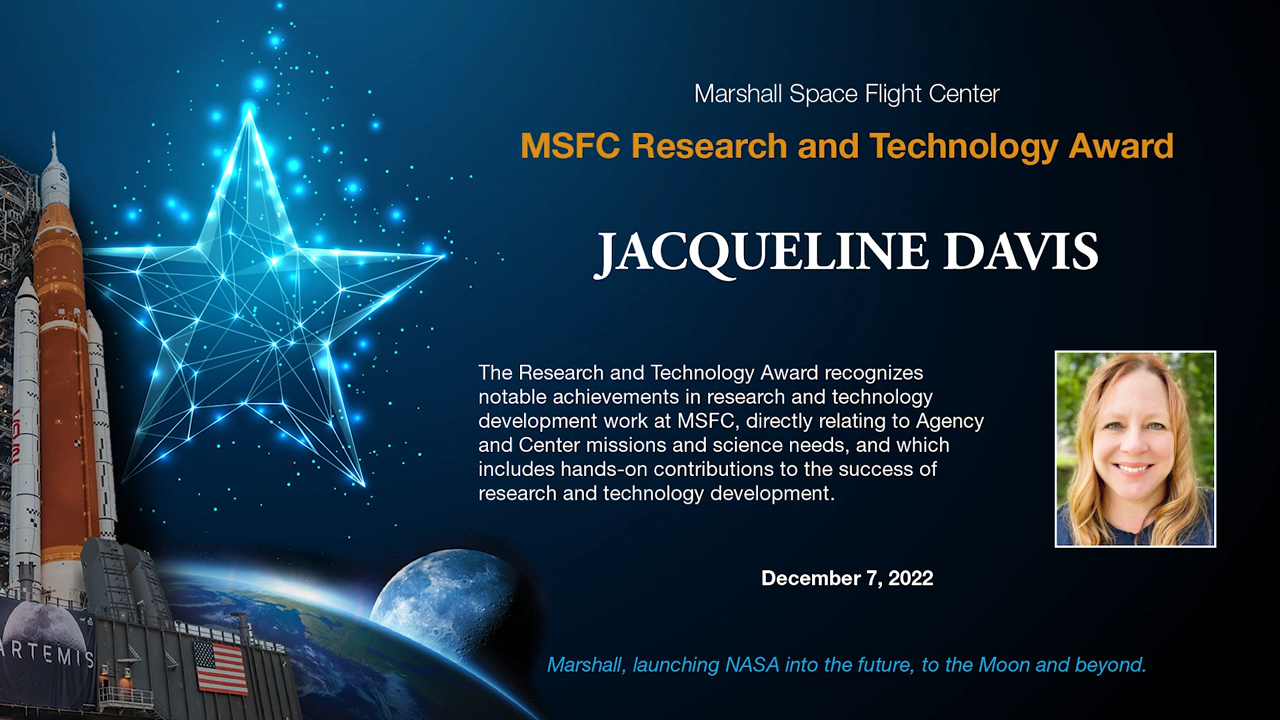 Marshall Space Flight Center
MSFC Research and Technology Award
JACQUELINE DAVIS
The Research and Technology Award recognizes
notable achievements in research and technology
development work at MSFC, directly relating to Agency
and Center missions and science needs, and which
includes hands-on contributions to the success of
research and technology development.
December 7, 2022
ARTEMIS
Marshall, launching NASA into the future, to the Moon and beyond.